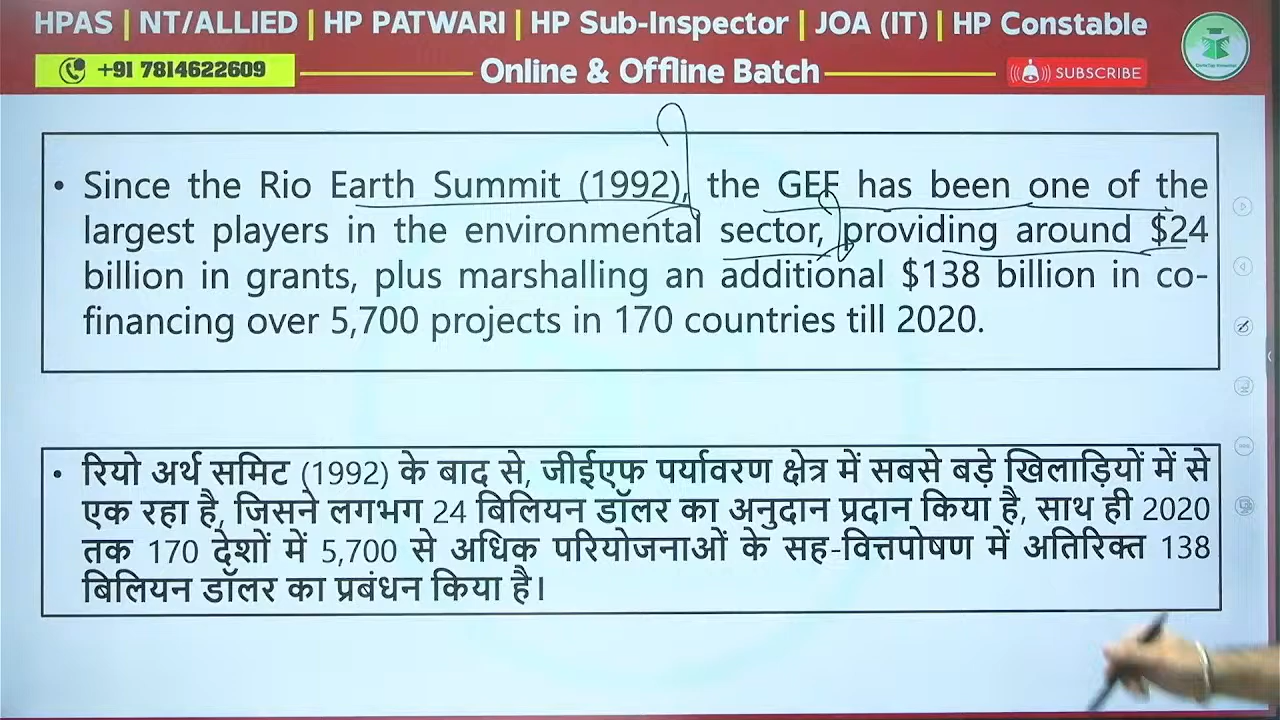 HPAS | NT/ALLIED | HP PATWARI | HP Sub-Inspector | JOA (IT) | HP Constable
+91 7814622609
Online & Offline Batch
SUBSCRIBE
• Since the Rio Earth Summit (1992), the GEF has been one of the
largest players in the environmental sector, providing around $24
billion in grants, plus marshalling an additional $138 billion in co-
financing over 5,700 projects in 170 countries till 2020.
• रियो अर्थ समिट (1992) के बाद से, जीईएफ पर्यावरण क्षेत्र में सबसे बड़े खिलाड़ियों में से
एक रहा है, जिसने लगभग 24 बिलियन डॉलर का अनुदान प्रदान किया है, साथ ही 2020
तक 170 देशों में 5,700 से अधिक परियोजनाओं के सह-वित्तपोषण में अतिरिक्त 138
बिलियन डॉलर का प्रबंधन किया है।